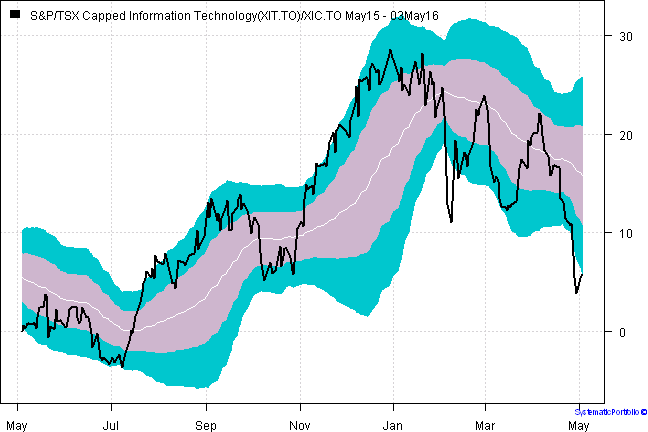 S&P/TSX Capped Information Technology(XIT.TO)/XIC.TO May15 - 03May16
30
20
10
0
SystematicPortfolio ©
May Jul Sep Nov Jan Mar May